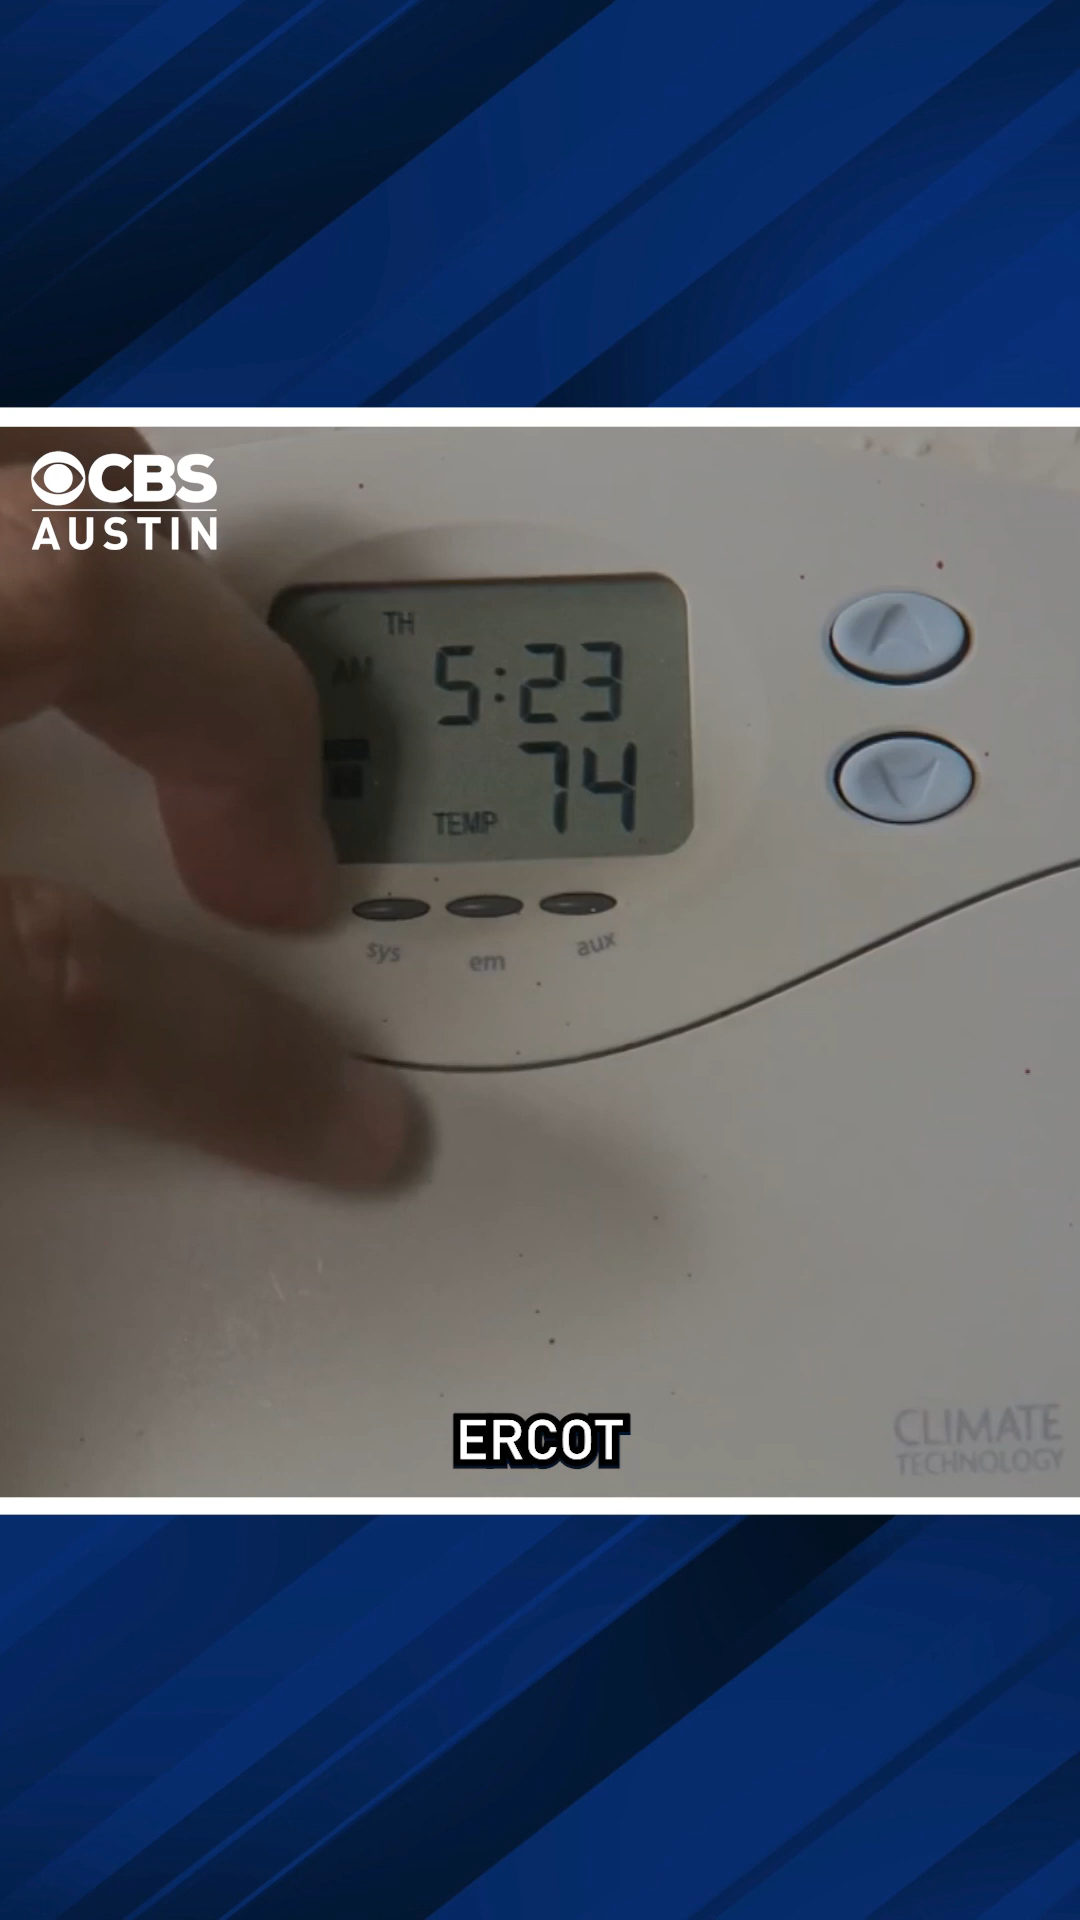 CBS
AUSTIN
TH
AM
5:23
74
TEMP
sys
em
aux
ERCOT
CLIMATE
TECHNOLOGY